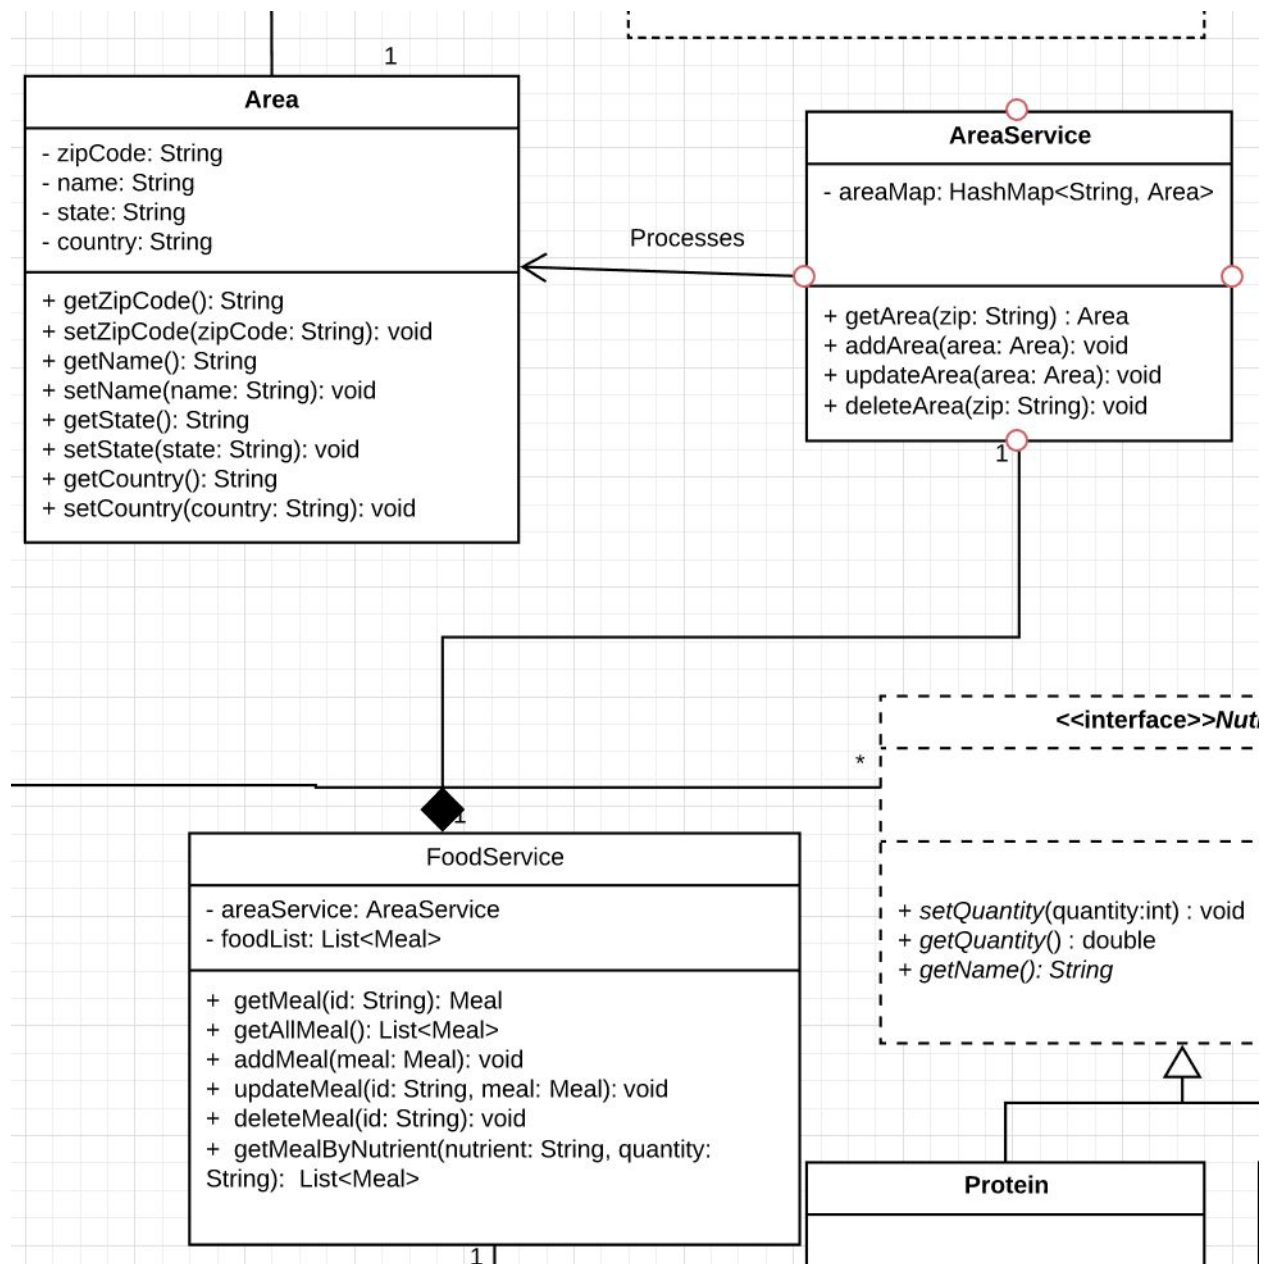 1
Area
- zipCode: String
- name: String
- state: String
- country: String
+ getZipCode(): String
+ setZipCode(zipCode: String): void
+ getName(): String
+ setName(name: String): void
+ getState(): String
+ setState(state: String): void
+ getCountry(): String
+ setCountry(country: String): void
Processes
AreaService
- areaMap: HashMap<String, Area>
+ getArea(zip: String) : Area
+ addArea(area: Area): void
+ updateArea(area: Area): void
+ deleteArea(zip: String): void
1
*
1
FoodService
- areaService: AreaService
- foodList: List<Meal>
+ getMeal(id: String): Meal
+ getAllMeal(): List<Meal>
+ addMeal(meal: Meal): void
+ updateMeal(id: String, meal: Meal): void
+ deleteMeal(id: String): void
+ getMealByNutrient(nutrient: String, quantity:
String): List<Meal>
1
<<interface>>
+ setQuantity(quantity:int) : void
+ getQuantity() : double
+ getName(): String
Protein